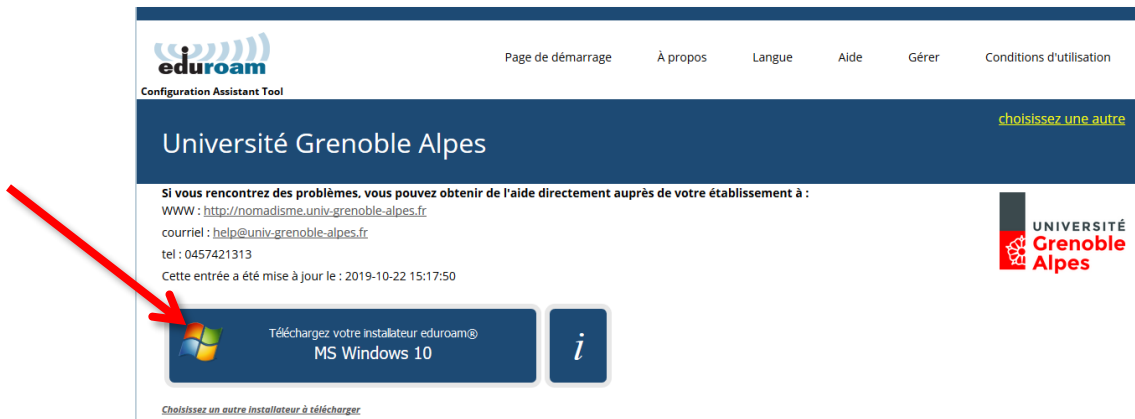 eduroam
Configuration Assistant Tool
Page de démarrage À propos Langue Aide Gérer Conditions d'utilisation
choisissez une autre
Université Grenoble Alpes
Si vous rencontrez des problèmes, vous pouvez obtenir de l'aide directement auprès de votre établissement à :
WWW : http://nomadisme.univ-grenoble-alpes.fr
courriel : help@univ-grenoble-alpes.fr
tel : 0457421313
Cette entrée a été mise à jour le : 2019-10-22 15:17:50
UNIVERSITÉ
Grenoble
Alpes
Téléchargez votre installateur eduroam®
MS Windows 10
i
Choisissez un autre installateur à télécharger